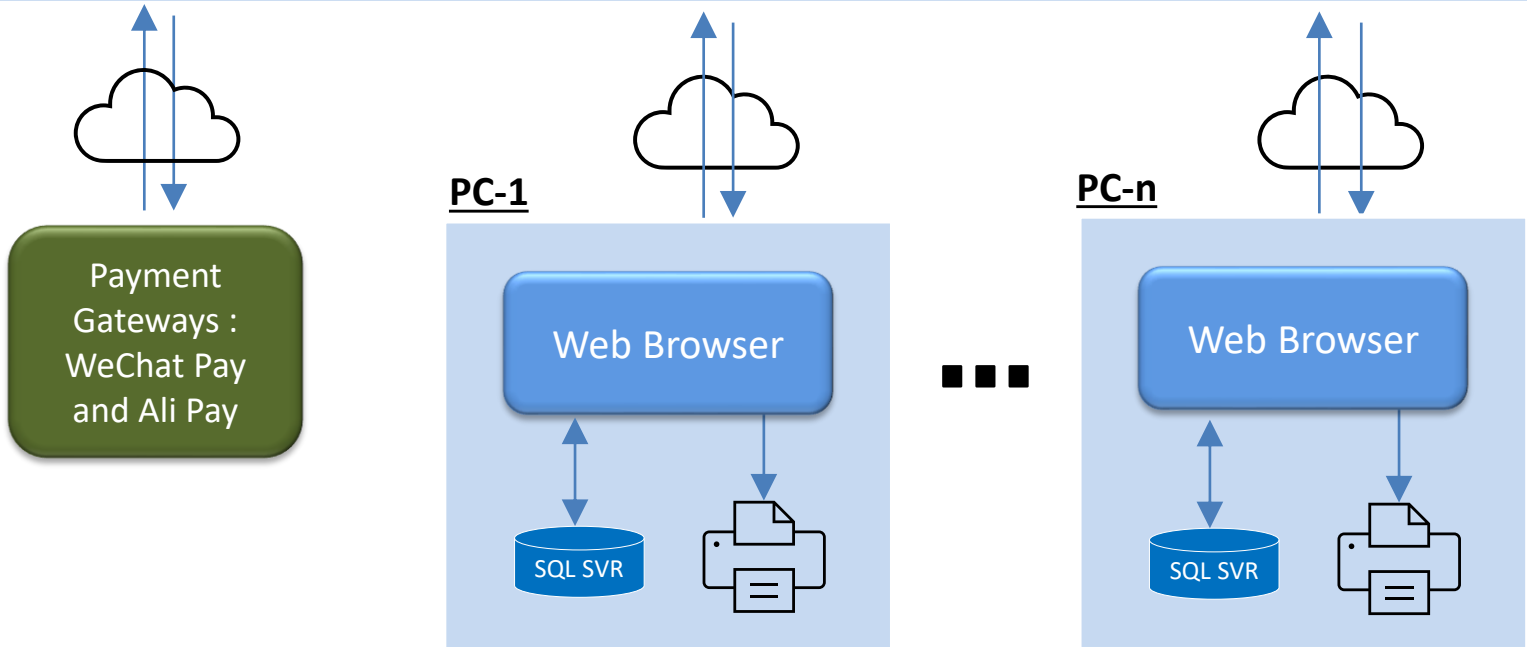 PC-1
PC-n
Payment
Gateways :
WeChat Pay
and Ali Pay
Web Browser
Web Browser
SQL SVR
SQL SVR